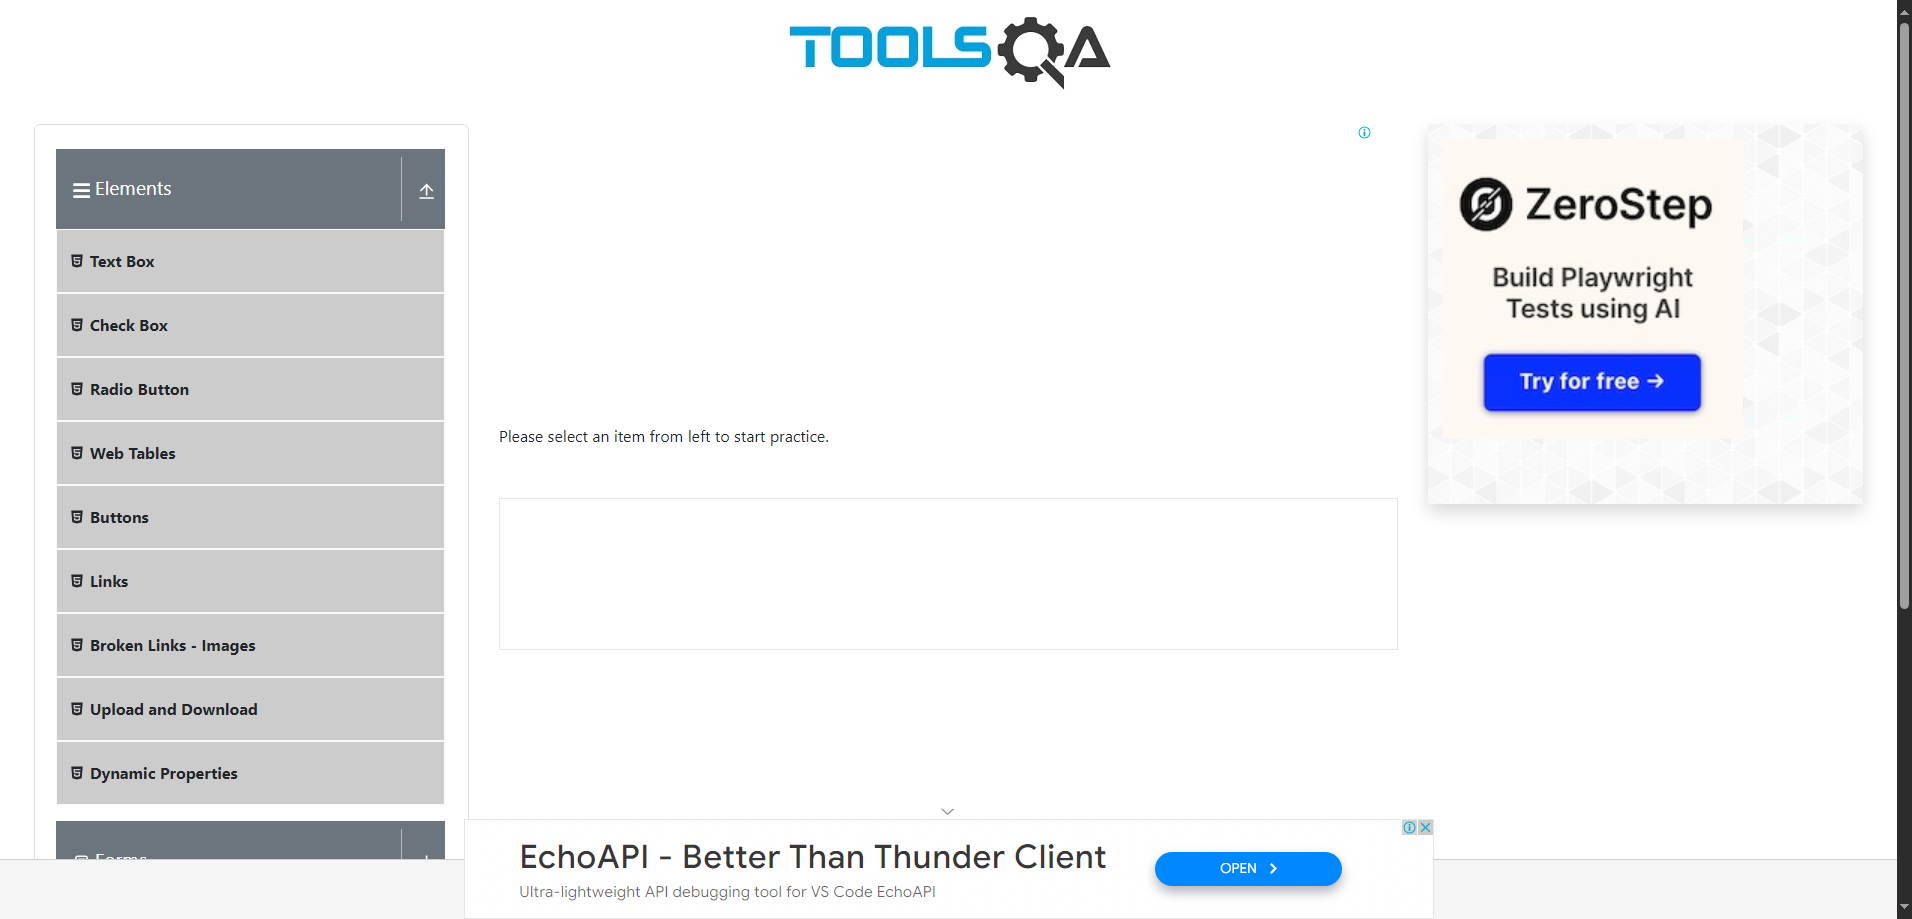 TOOLSQA
Elements
Text Box
Check Box
Radio Button
Web Tables
Buttons
Links
Broken Links - Images
Upload and Download
Dynamic Properties
Forms
Please select an item from left to start practice.
ZeroStep
Build Playwright
Tests using AI
Try for free →
EchoAPI - Better Than Thunder Client
Ultra-lightweight API debugging tool for VS Code EchoAPI
OPEN